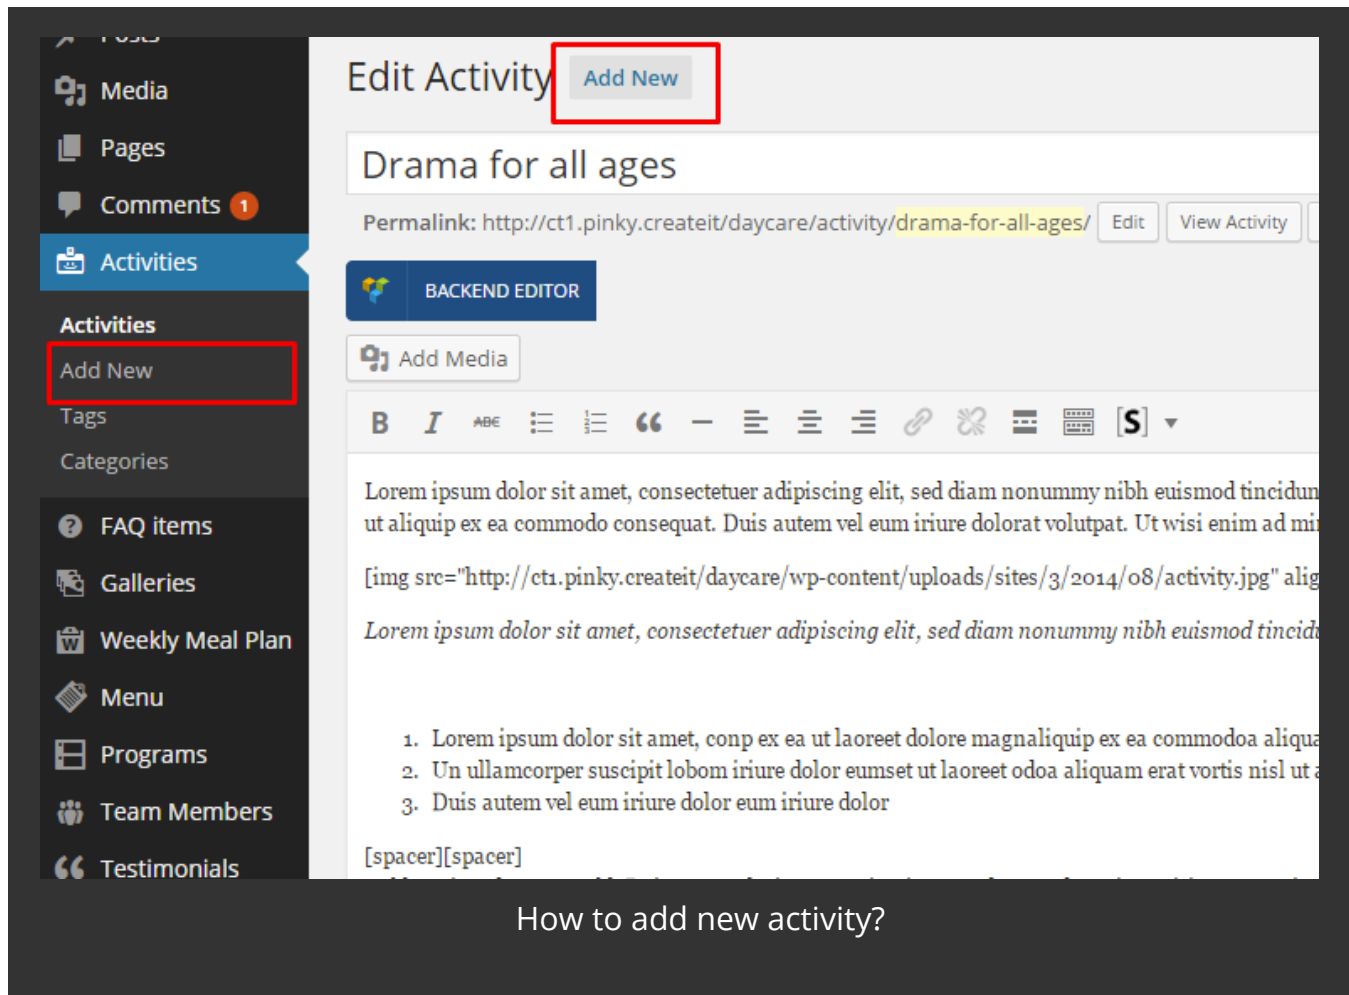 Posts
Media
Pages
Comments 1
Activities
Activities
Add New
Tags
Categories
FAQ items
Galleries
Weekly Meal Plan
Menu
Programs
Team Members
Testimonials
Edit Activity Add New
Drama for all ages
Permalink: http://ct1.pinky.createit/daycare/activity/drama-for-all-ages/ Edit View Activity
BACKEND EDITOR
Add Media
B I ABC [S]
Lorem ipsum dolor sit amet, consectetuer adipiscing elit, sed diam nonummy nibh euismod tincidun
ut aliquip ex ea commodo consequat. Duis autem vel eum iriure dolorat volutpat. Ut wisi enim ad mi
[img src="http://ct1.pinky.createit/daycare/wp-content/uploads/sites/3/2014/08/activity.jpg" alig
Lorem ipsum dolor sit amet, consectetuer adipiscing elit, sed diam nonummy nibh euismod tincid
1. Lorem ipsum dolor sit amet, conp ex ea ut laoreet dolore magnaliquip ex ea commodoa aliqua
2. Un ullamcorper suscipit lobom iriure dolor eumset ut laoreet odoa aliquam erat vortis nisl ut a
3. Duis autem vel eum iriure dolor eum iriure dolor
[spacer][spacer]
How to add new activity?